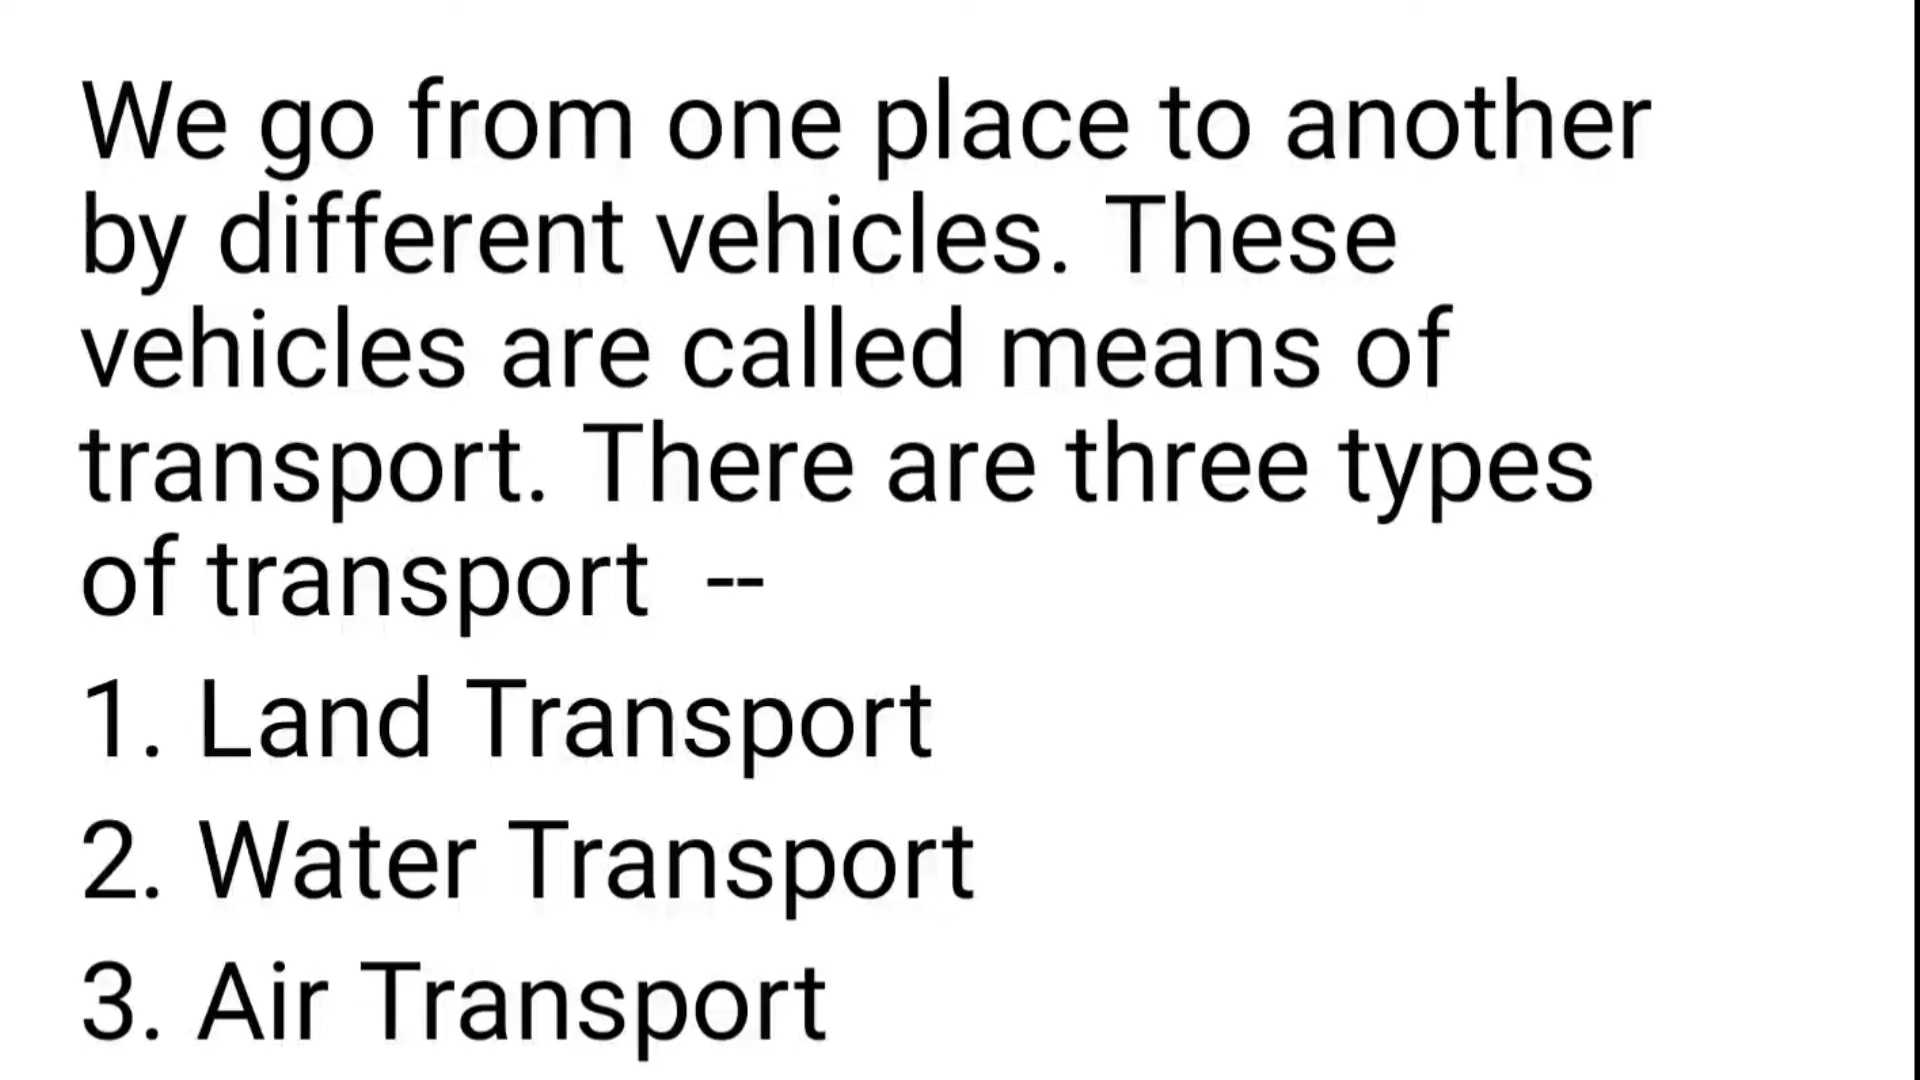 We go from one place to another
by different vehicles. These
vehicles are called means of
transport. There are three types
of transport  --
1. Land Transport
2. Water Transport
3. Air Transport